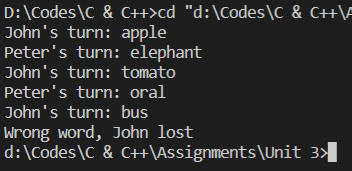 D:\Codes\C & C++>cd "d:\Codes\C & C++\
John's turn: apple
Peter's turn: elephant
John's turn: tomato
Peter's turn: oral
John's turn: bus
Wrong word, John lost
d:\Codes\C & C++\Assignments\Unit 3>